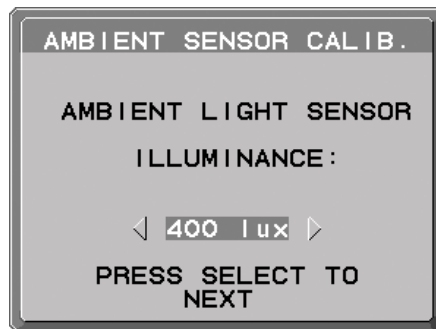 AMBIENT SENSOR CALIB.
AMBIENT LIGHT SENSOR
ILLUMINANCE:
400 lux
PRESS SELECT TO
NEXT